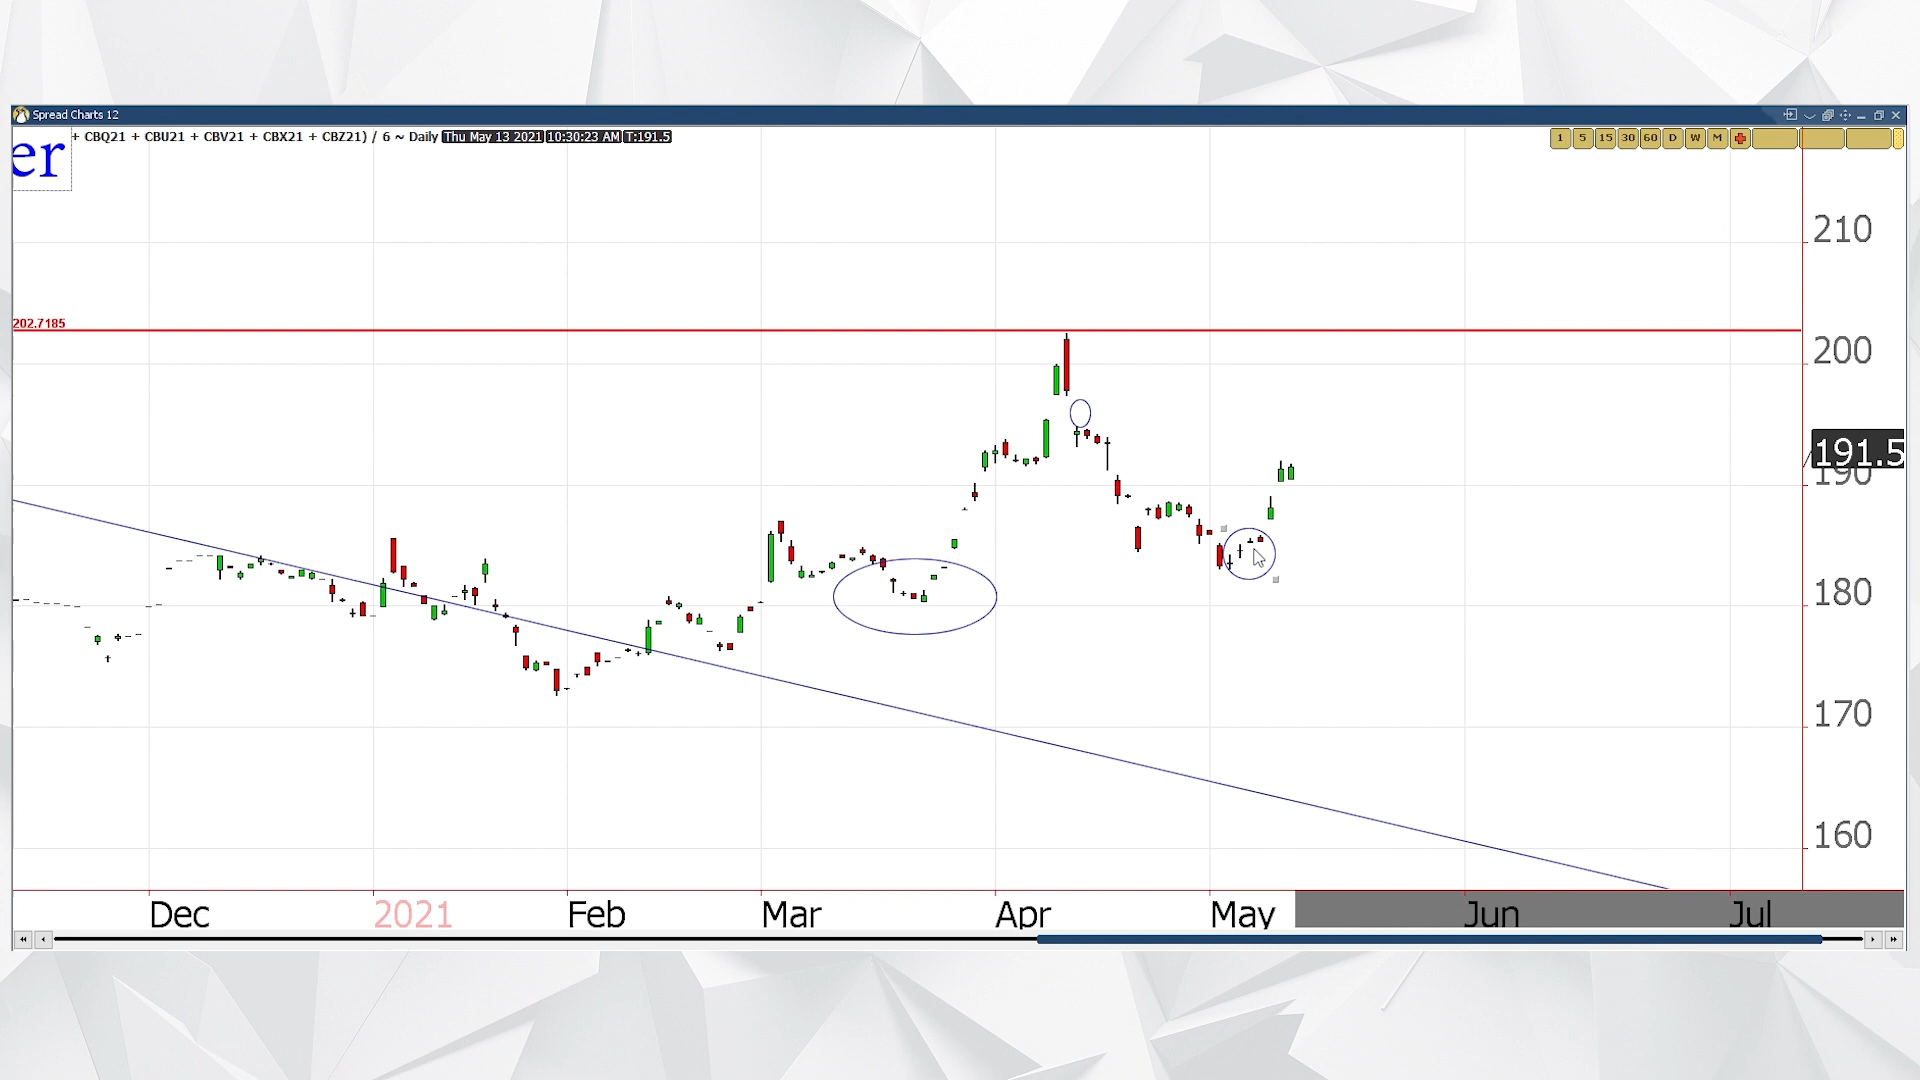 Spread Charts 12
+ CBQ21 + CBU21 + CBV21 + CBX21 + CBZ21) / 6 ~ Daily Thu May 13 2021 10:30:23 AM T:191.5
1 5 15 30 60 D W M
er
210
202.7185
200
191.5
190
180
170
160
Dec 2021 Feb Mar Apr May Jun Jul